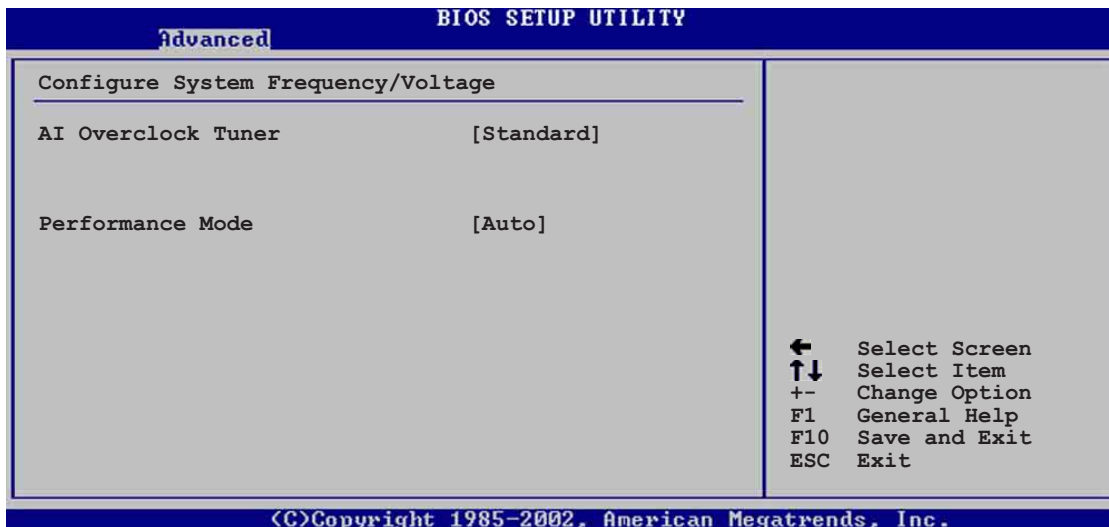 BIOS SETUP UTILITY
Advanced
Configure System Frequency/Voltage
AI Overclock Tuner [Standard]
Performance Mode [Auto]
← Select Screen
↑↓ Select Item
+- Change Option
F1 General Help
F10 Save and Exit
ESC Exit
(C)Copyright 1985-2002, American Megatrends, Inc.